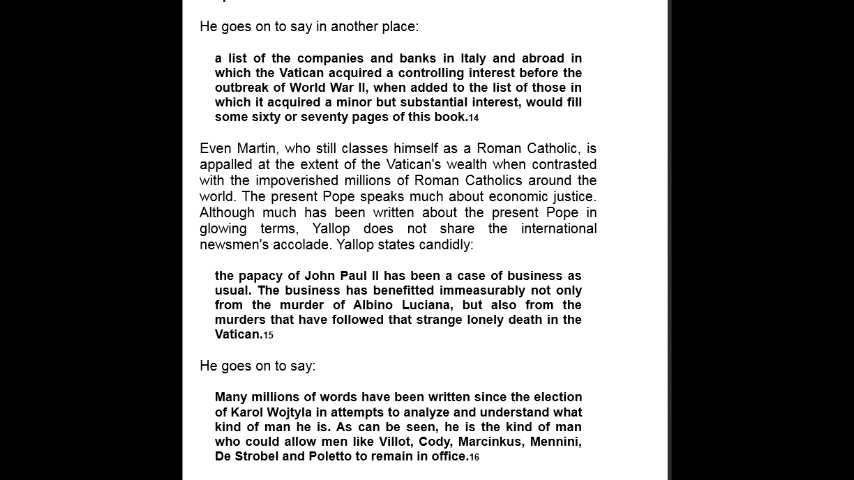 He goes on to say in another place:
a list of the companies and banks in Italy and abroad in
which the Vatican acquired a controlling interest before the
outbreak of World War II, when added to the list of those in
which it acquired a minor but substantial interest, would fill
some sixty or seventy pages of this book.14
Even Martin, who still classes himself as a Roman Catholic, is
appalled at the extent of the Vatican's wealth when contrasted
with the impoverished millions of Roman Catholics around the
world. The present Pope speaks much about economic justice.
Although much has been written about the present Pope in
glowing terms, Yallop does not share the international
newsmen's accolade. Yallop states candidly:
the papacy of John Paul II has been a case of business as
usual. The business has benefitted immeasurably not only
from the murder of Albino Luciana, but also from the
murders that have followed that strange lonely death in the
Vatican.15
He goes on to say:
Many millions of words have been written since the election
of Karol Wojtyla in attempts to analyze and understand what
kind of man he is. As can be seen, he is the kind of man
who could allow men like Villot, Cody, Marcinkus, Mennini,
De Strobel and Poletto to remain in office.16